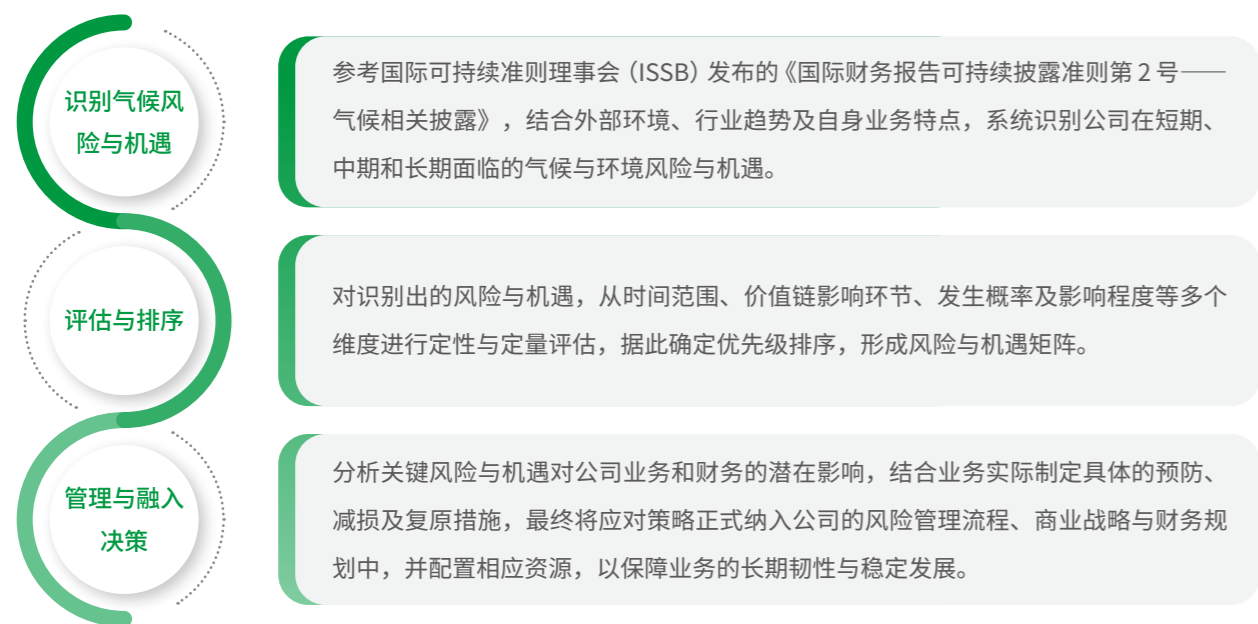 识别气候风
险与机遇
参考国际可持续准则理事会（ISSB）发布的《国际财务报告可持续披露准则第 2 号——
气候相关披露》，结合外部环境、行业趋势及自身业务特点，系统识别公司在短期、
中期和长期面临的气候与环境风险与机遇。
评估与排序
对识别出的风险与机遇，从时间范围、价值链影响环节、发生概率及影响程度等多个
维度进行定性与定量评估，据此确定优先级排序，形成风险与机遇矩阵。
管理与融入
决策
分析关键风险与机遇对公司业务和财务的潜在影响，结合业务实际制定具体的预防、
减损及复原措施，最终将应对策略正式纳入公司的风险管理流程、商业战略与财务规
划中，并配置相应资源，以保障业务的长期韧性与稳定发展。